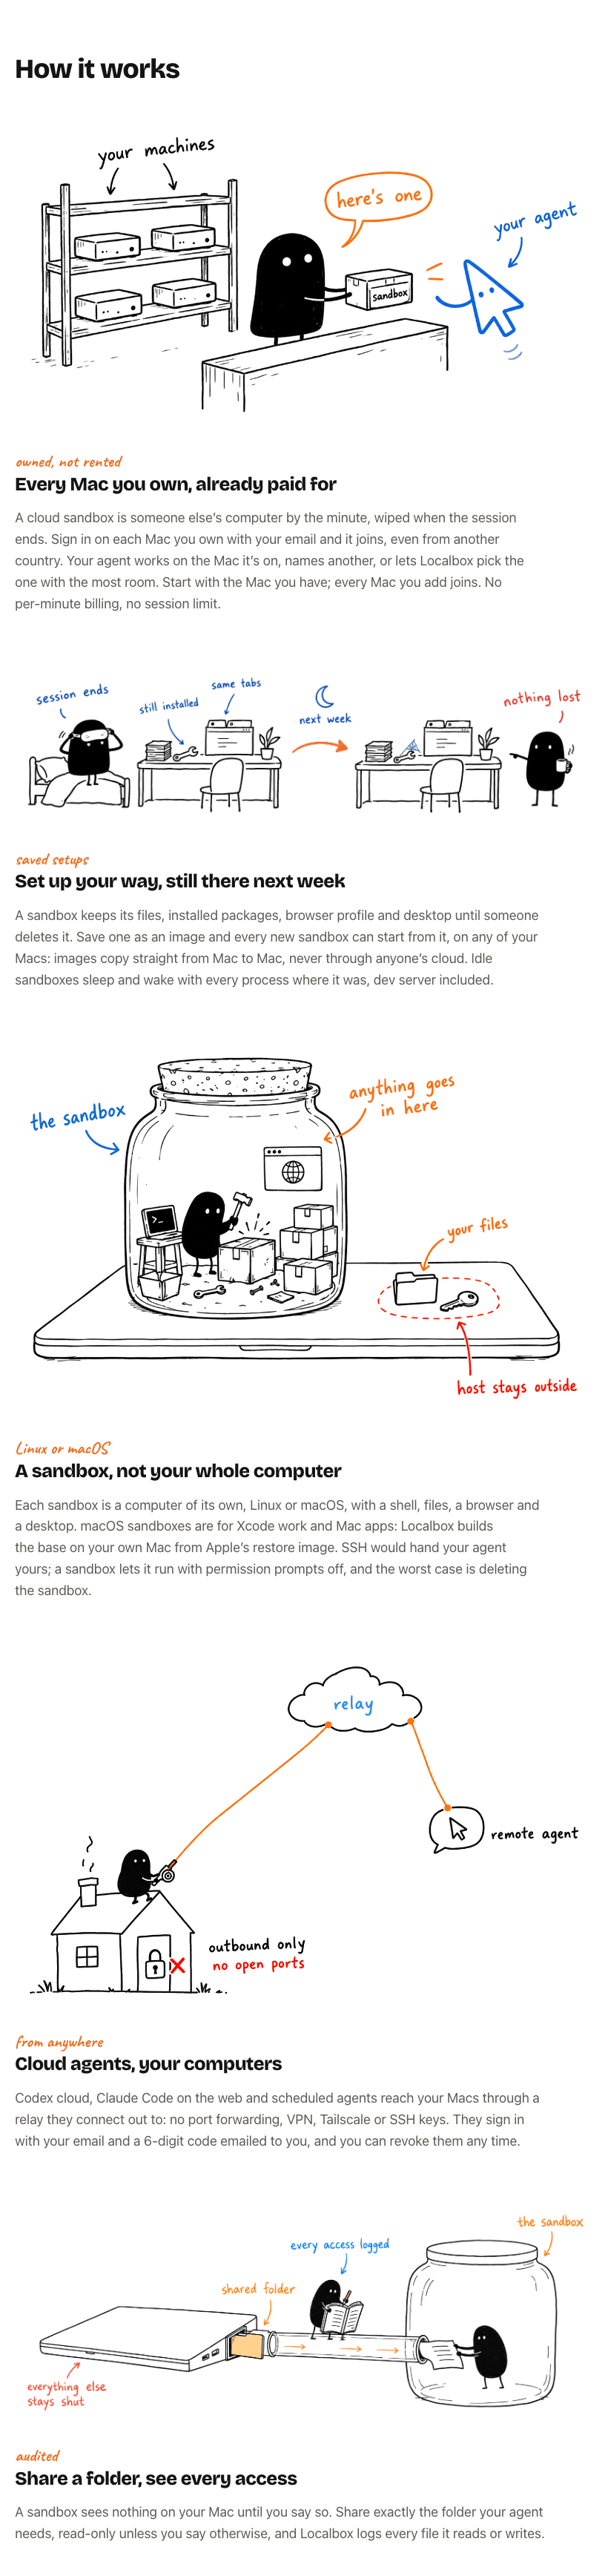 How it works
your machines
here's one
your agent
sandbox
owned, not rented
Every Mac you own, already paid for
A cloud sandbox is someone else's computer by the minute, wiped when the session
ends. Sign in on each Mac you own with your email and it joins, even from another
country. Your agent works on the Mac it's on, names another, or lets Localbox pick the
one with the most room. Start with the Mac you have; every Mac you add joins. No
per-minute billing, no session limit.
session ends
still installed
same tabs
next week
nothing lost
saved setups
Set up your way, still there next week
A sandbox keeps its files, installed packages, browser profile and desktop until someone
deletes it. Save one as an image and every new sandbox can start from it, on any of your
Macs: images copy straight from Mac to Mac, never through anyone's cloud. Idle
sandboxes sleep and wake with every process where it was, dev server included.
the sandbox
anything goes
in here
>_
your files
host stays outside
Linux or macOS
A sandbox, not your whole computer
Each sandbox is a computer of its own, Linux or macOS, with a shell, files, a browser and
a desktop. macOS sandboxes are for Xcode work and Mac apps: Localbox builds
the base on your own Mac from Apple's restore image. SSH would hand your agent
yours; a sandbox lets it run with permission prompts off, and the worst case is deleting
the sandbox.
relay
remote agent
outbound only
no open ports
from anywhere
Cloud agents, your computers
Codex cloud, Claude Code on the web and scheduled agents reach your Macs through a
relay they connect out to: no port forwarding, VPN, Tailscale or SSH keys. They sign in
with your email and a 6-digit code emailed to you, and you can revoke them any time.
the sandbox
every access logged
shared folder
everything else
stays shut
audited
Share a folder, see every access
A sandbox sees nothing on your Mac until you say so. Share exactly the folder your agent
needs, read-only unless you say otherwise, and Localbox logs every file it reads or writes.